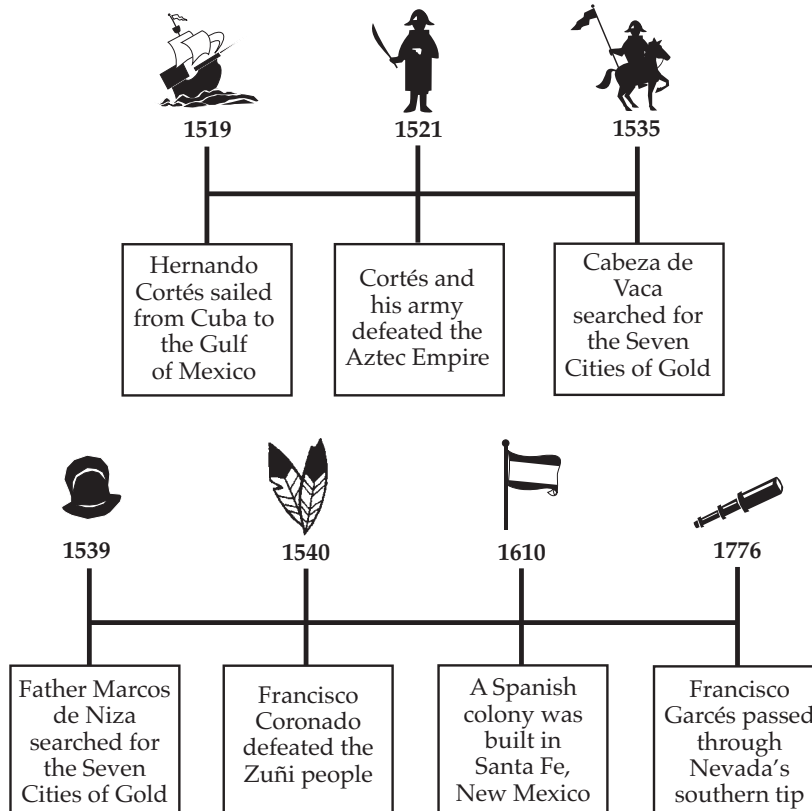 1519
1521
1535
Hernando
Cortés sailed
from Cuba to
the Gulf
of Mexico
Cortés and
his army
defeated the
Aztec Empire
Cabeza de
Vaca
searched for
the Seven
Cities of Gold
1539
1540
1610
1776
Father Marcos
de Niza
searched for
the Seven
Cities of Gold
Francisco
Coronado
defeated the
Zuñi people
A Spanish
colony was
built in
Santa Fe,
New Mexico
Francisco
Garcés passed
through
Nevada's
southern tip